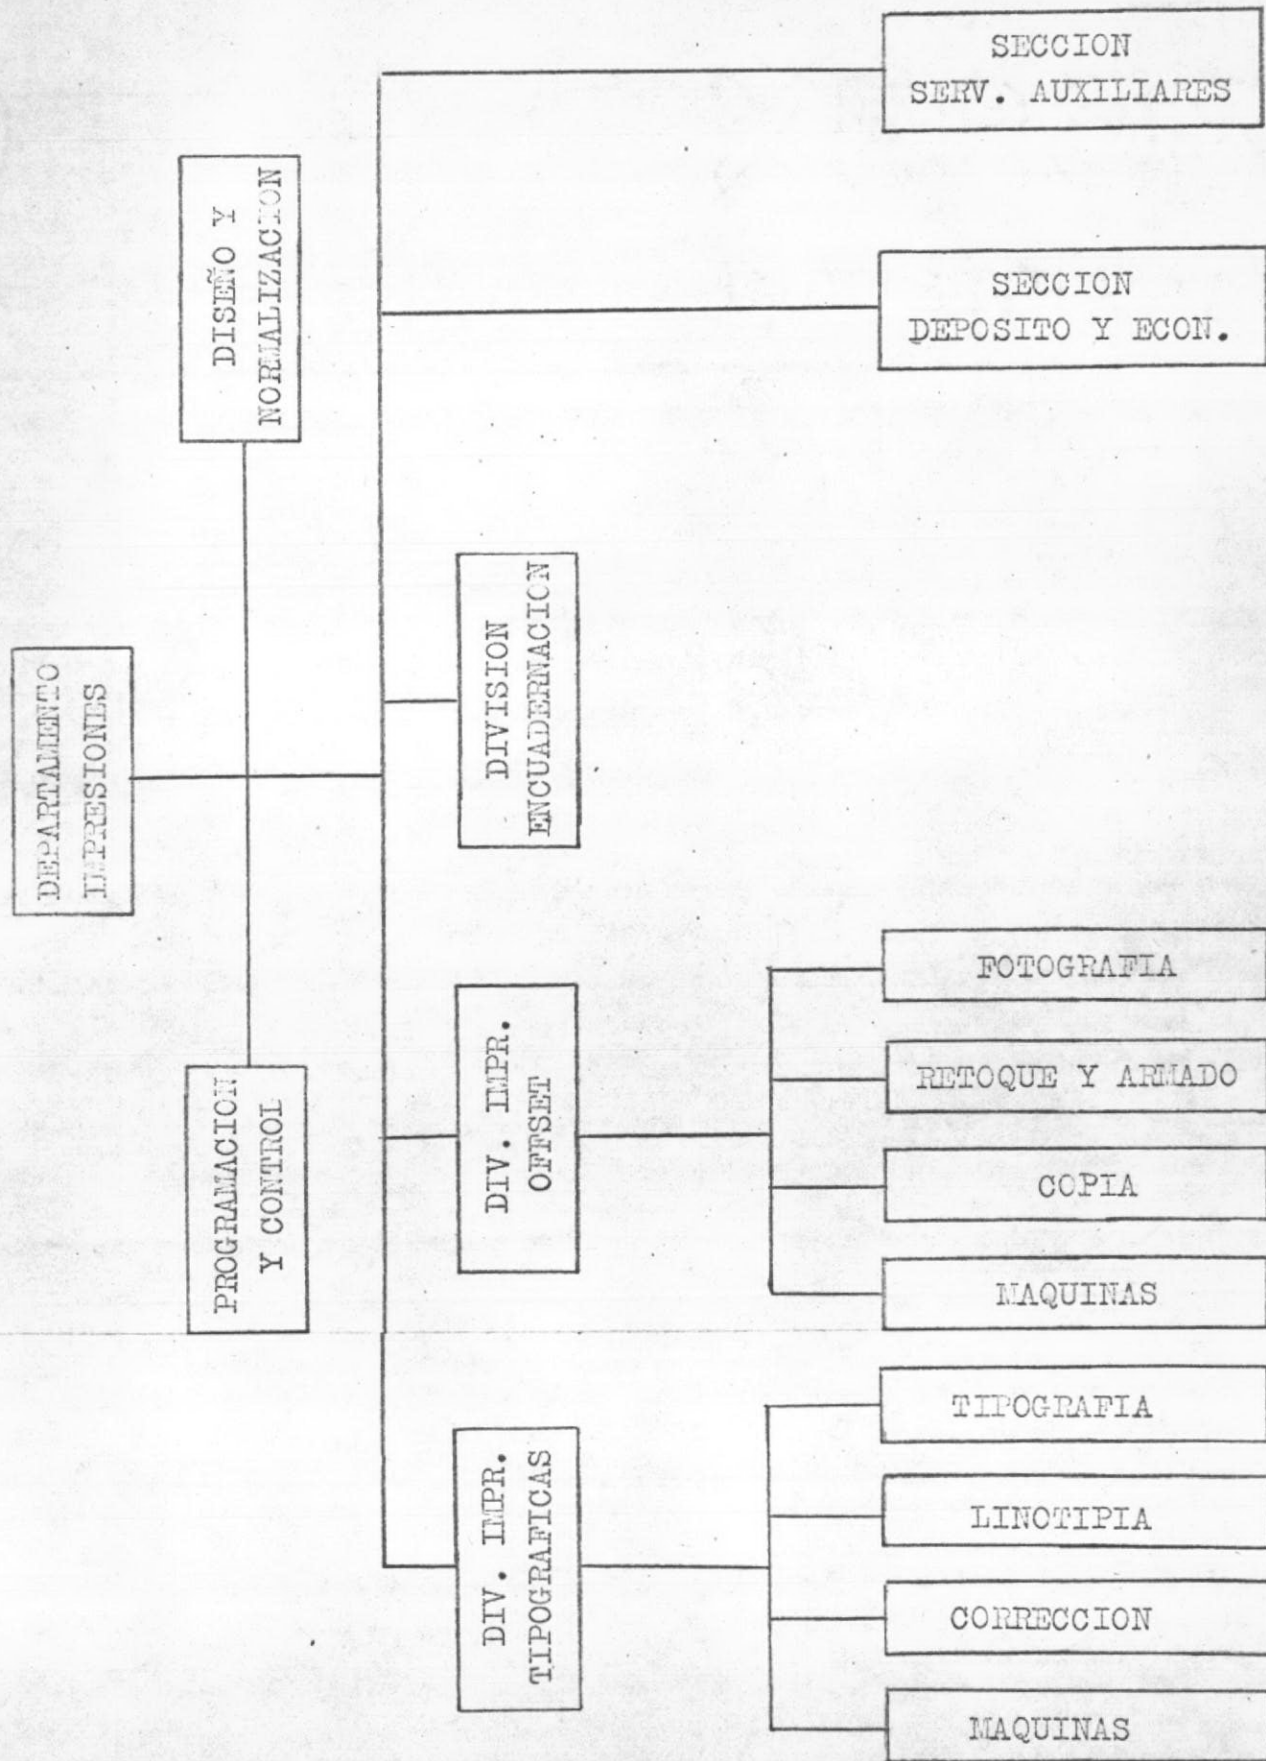 DEPARTAMENTO
IMPRESIONES
PROGRAMACION
Y CONTROL
DISEÑO Y
NORMALIZACION
DIV. IMPR.
TIPOGRAFICAS
DIV. IMPR.
OFFSET
DIVISION
ENCUADERNACION
SECCION
SERV. AUXILIARES
SECCION
DEPOSITO Y ECON.
FOTOGRAFIA
RETOQUE Y ARMADO
COPIA
MAQUINAS
TIPOGRAFIA
LINOTIPIA
CORRECCION
MAQUINAS